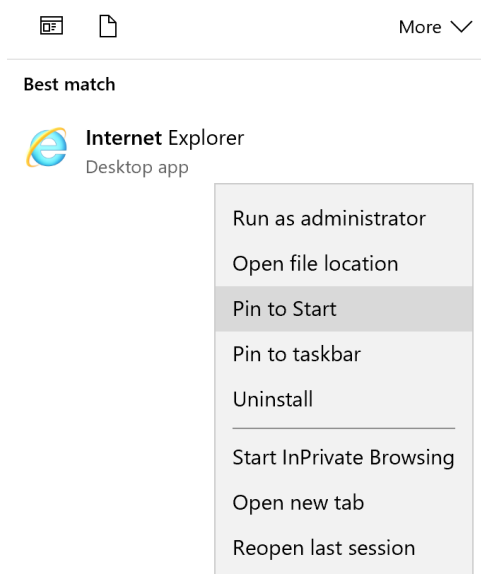 More
Best match
Internet Explorer
Desktop app
Run as administrator
Open file location
Pin to Start
Pin to taskbar
Uninstall
Start InPrivate Browsing
Open new tab
Reopen last session